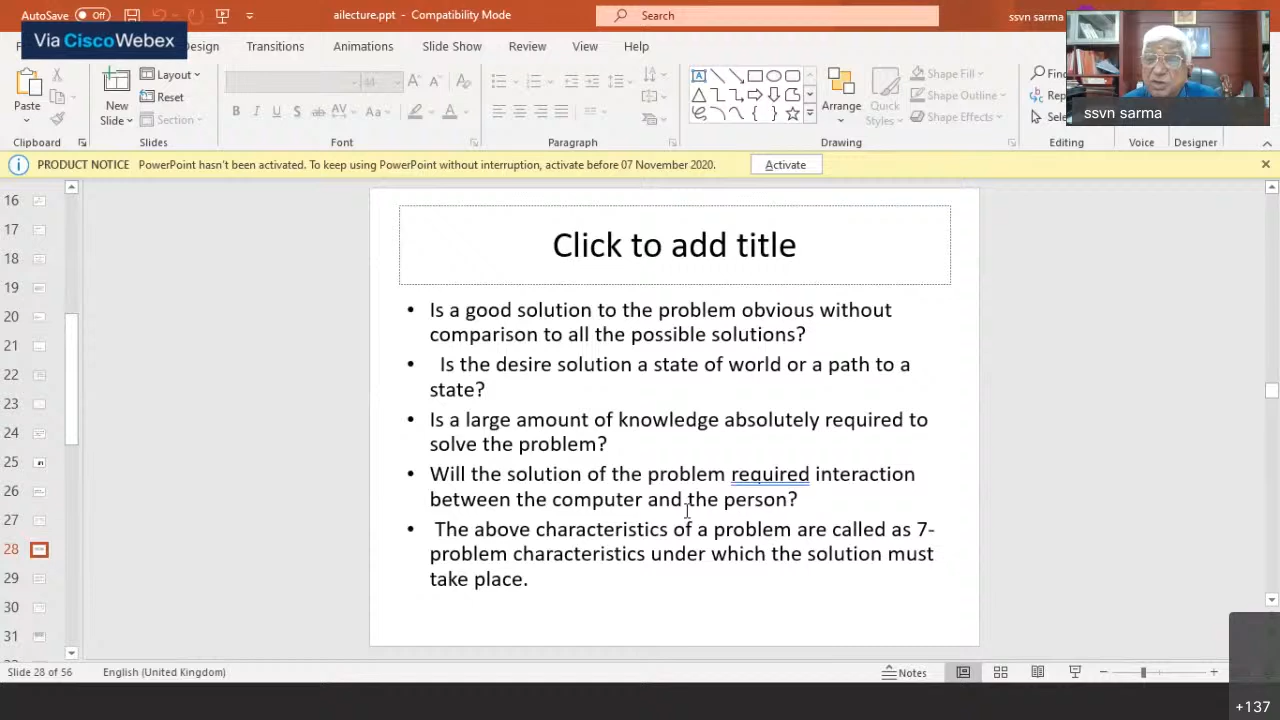 AutoSave Off
ailecture.ppt - Compatibility Mode
Search
ssvn sarma
Via CiscoWebex
Design Transitions Animations Slide Show Review View Help
Paste
New
Slide
Layout
Reset
Section
44
Arrange
Quick
Styles
Shape Fill
Shape Outline
Shape Effects
Find
ssvn sarma
Clipboard Slides Font Paragraph Drawing Editing Voice Designer
PRODUCT NOTICE PowerPoint hasn't been activated. To keep using PowerPoint without interruption, activate before 07 November 2020. Activate
16
17
18
19
20
21
22
23
24
25
26
27
28
29
30
31
Click to add title
• Is a good solution to the problem obvious without
comparison to all the possible solutions?
• Is the desire solution a state of world or a path to a
state?
• Is a large amount of knowledge absolutely required to
solve the problem?
• Will the solution of the problem required interaction
between the computer and the person?
• The above characteristics of a problem are called as 7-
problem characteristics under which the solution must
take place.
Slide 28 of 56 English (United Kingdom) Notes
+137